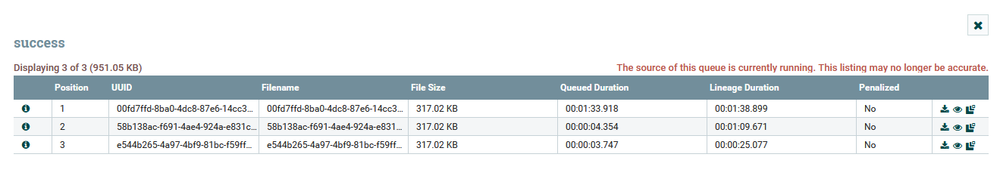 success
Displaying 3 of 3 (951.05 KB) The source of this queue is currently running. This listing may no longer be accurate.
Position UUID Filename File Size Queued Duration Lineage Duration Penalized
1 00fd7ffd-8ba0-4dc8-87e6-14cc3... 00fd7ffd-8ba0-4dc8-87e6-14cc3... 317.02 KB 00:01:33.918 00:01:38.899 No
2 58b138ac-f691-4ae4-924a-e831c... 58b138ac-f691-4ae4-924a-e831c... 317.02 KB 00:00:04.354 00:01:09.671 No
3 e544b265-4a97-4bf9-81bc-f59ff... e544b265-4a97-4bf9-81bc-f59ff... 317.02 KB 00:00:03.747 00:00:25.077 No